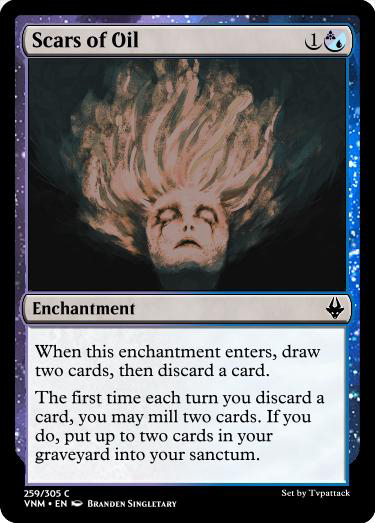 Scars of Oil 1
Enchantment
When this enchantment enters, draw
two cards, then discard a card.
The first time each turn you discard a
card, you may mill two cards. If you
do, put up to two cards in your
graveyard into your sanctum.
259/305 C
VNM • EN Branden Singletary
Set by Tvpattack